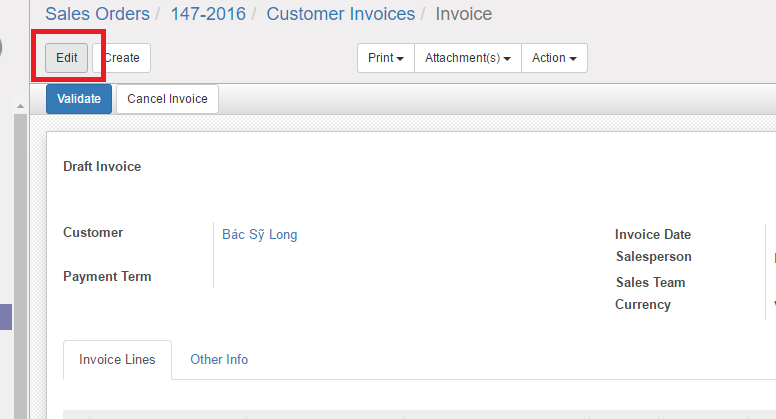 Sales Orders / 147-2016 / Customer Invoices / Invoice
Edit Create Print Attachment(s) Action
Validate Cancel Invoice
Draft Invoice
Customer Bác Sỹ Long Invoice Date
Salesperson
Payment Term Sales Team
Currency
Invoice Lines Other Info